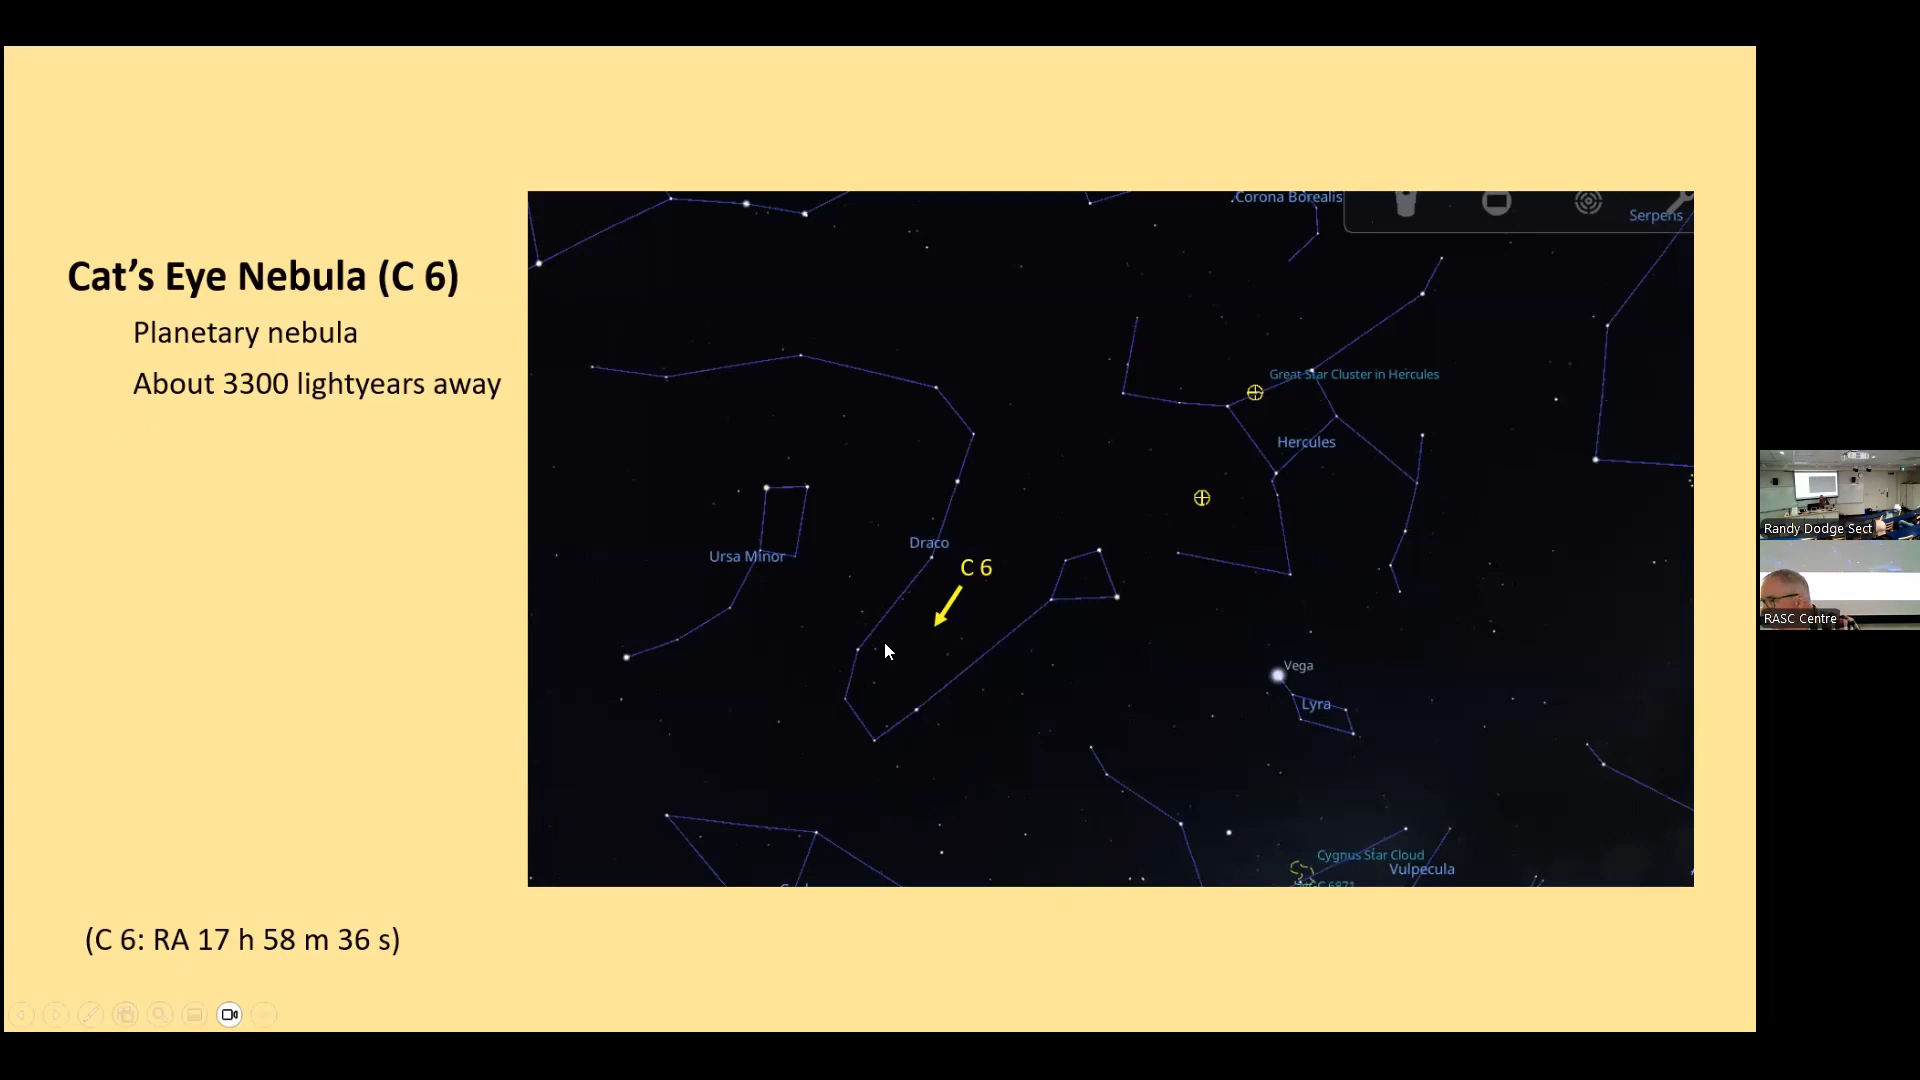 Cat’s Eye Nebula (C 6)
Planetary nebula
About 3300 lightyears away
(C 6: RA 17 h 58 m 36 s)
Corona Borealis
Serpens
Great Star Cluster in Hercules
Hercules
Draco
Ursa Minor
C 6
Vega
Lyra
Cygnus Star Cloud
Vulpecula
NGC 6871
Randy Dodge Sect
RASC Centre